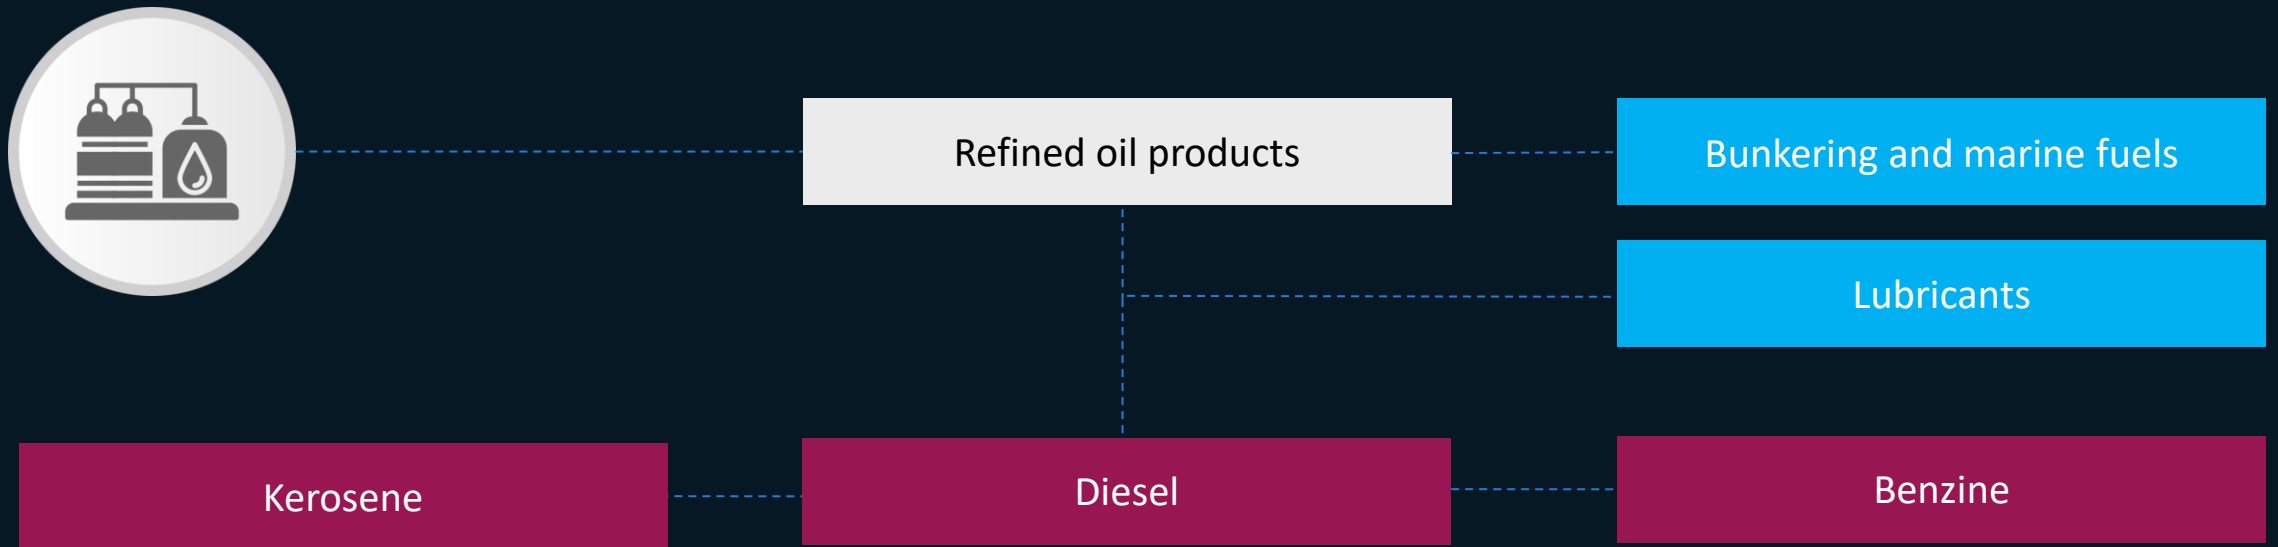 Refined oil products
Bunkering and marine fuels
Lubricants
Kerosene
Diesel
Benzine